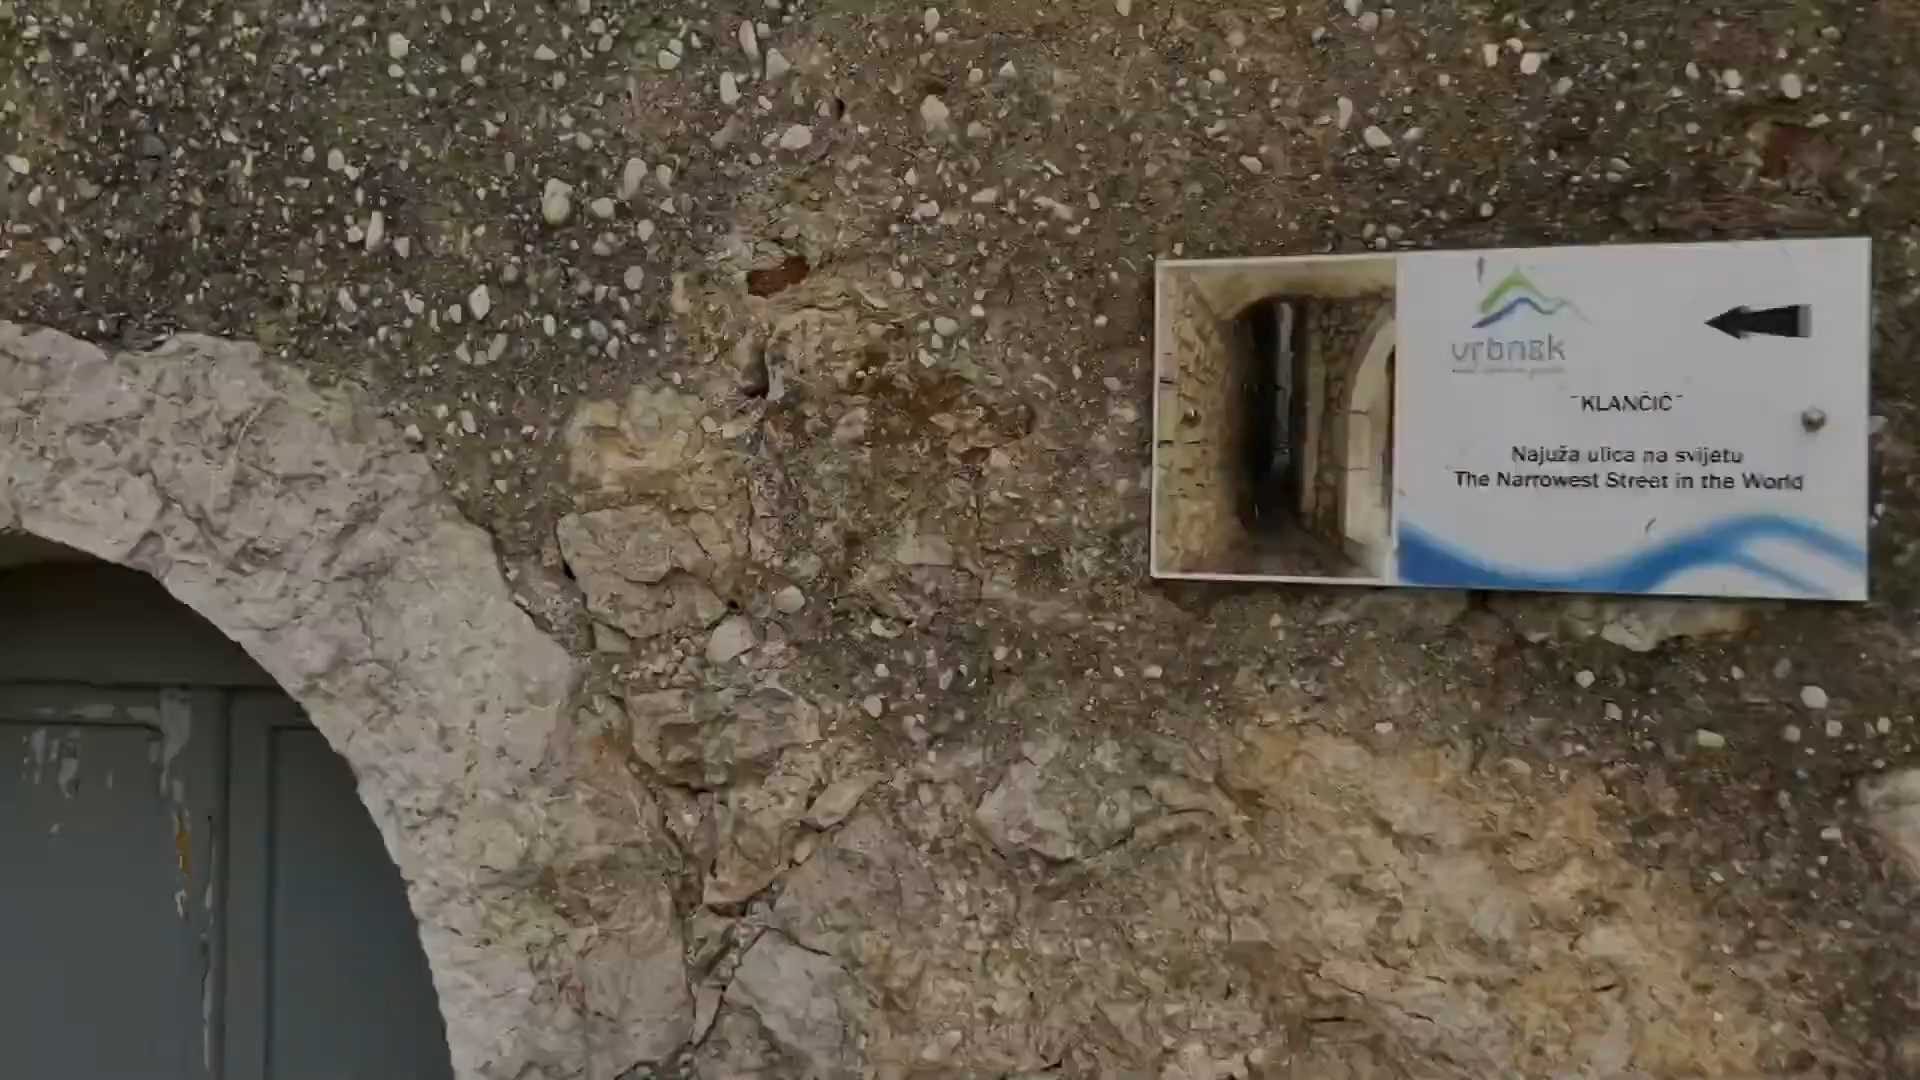 vrbnik
"KLANČIĆ"
Najuža ulica na svijetu
The Narrowest Street in the World